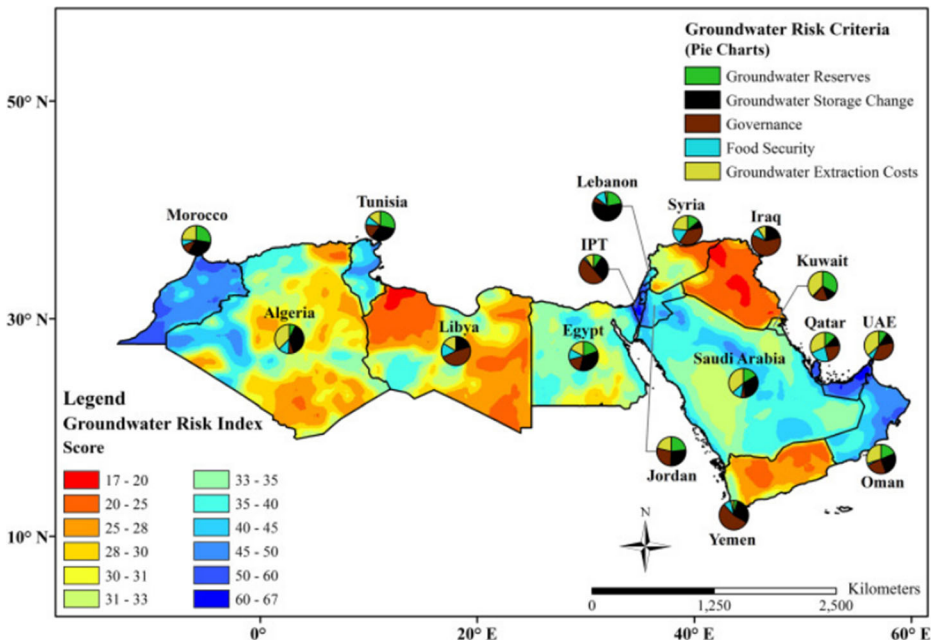 Groundwater Risk Criteria
(Pie Charts)
Groundwater Reserves
Groundwater Storage Change
Governance
Food Security
Groundwater Extraction Costs
50° N
30° N
10° N
Lebanon
Syria
Iraq
Tunisia
Morocco
IPT
Kuwait
Qatar
UAE
Algeria
Libya
Egypt
Saudi Arabia
Jordan
Oman
Yemen
Legend
Groundwater Risk Index
Score
17 - 20
20 - 25
25 - 28
28 - 30
30 - 31
31 - 33
33 - 35
35 - 40
40 - 45
45 - 50
50 - 60
60 - 67
N
Kilometers
0 1,250 2,500
0° 20° E 40° E 60° E